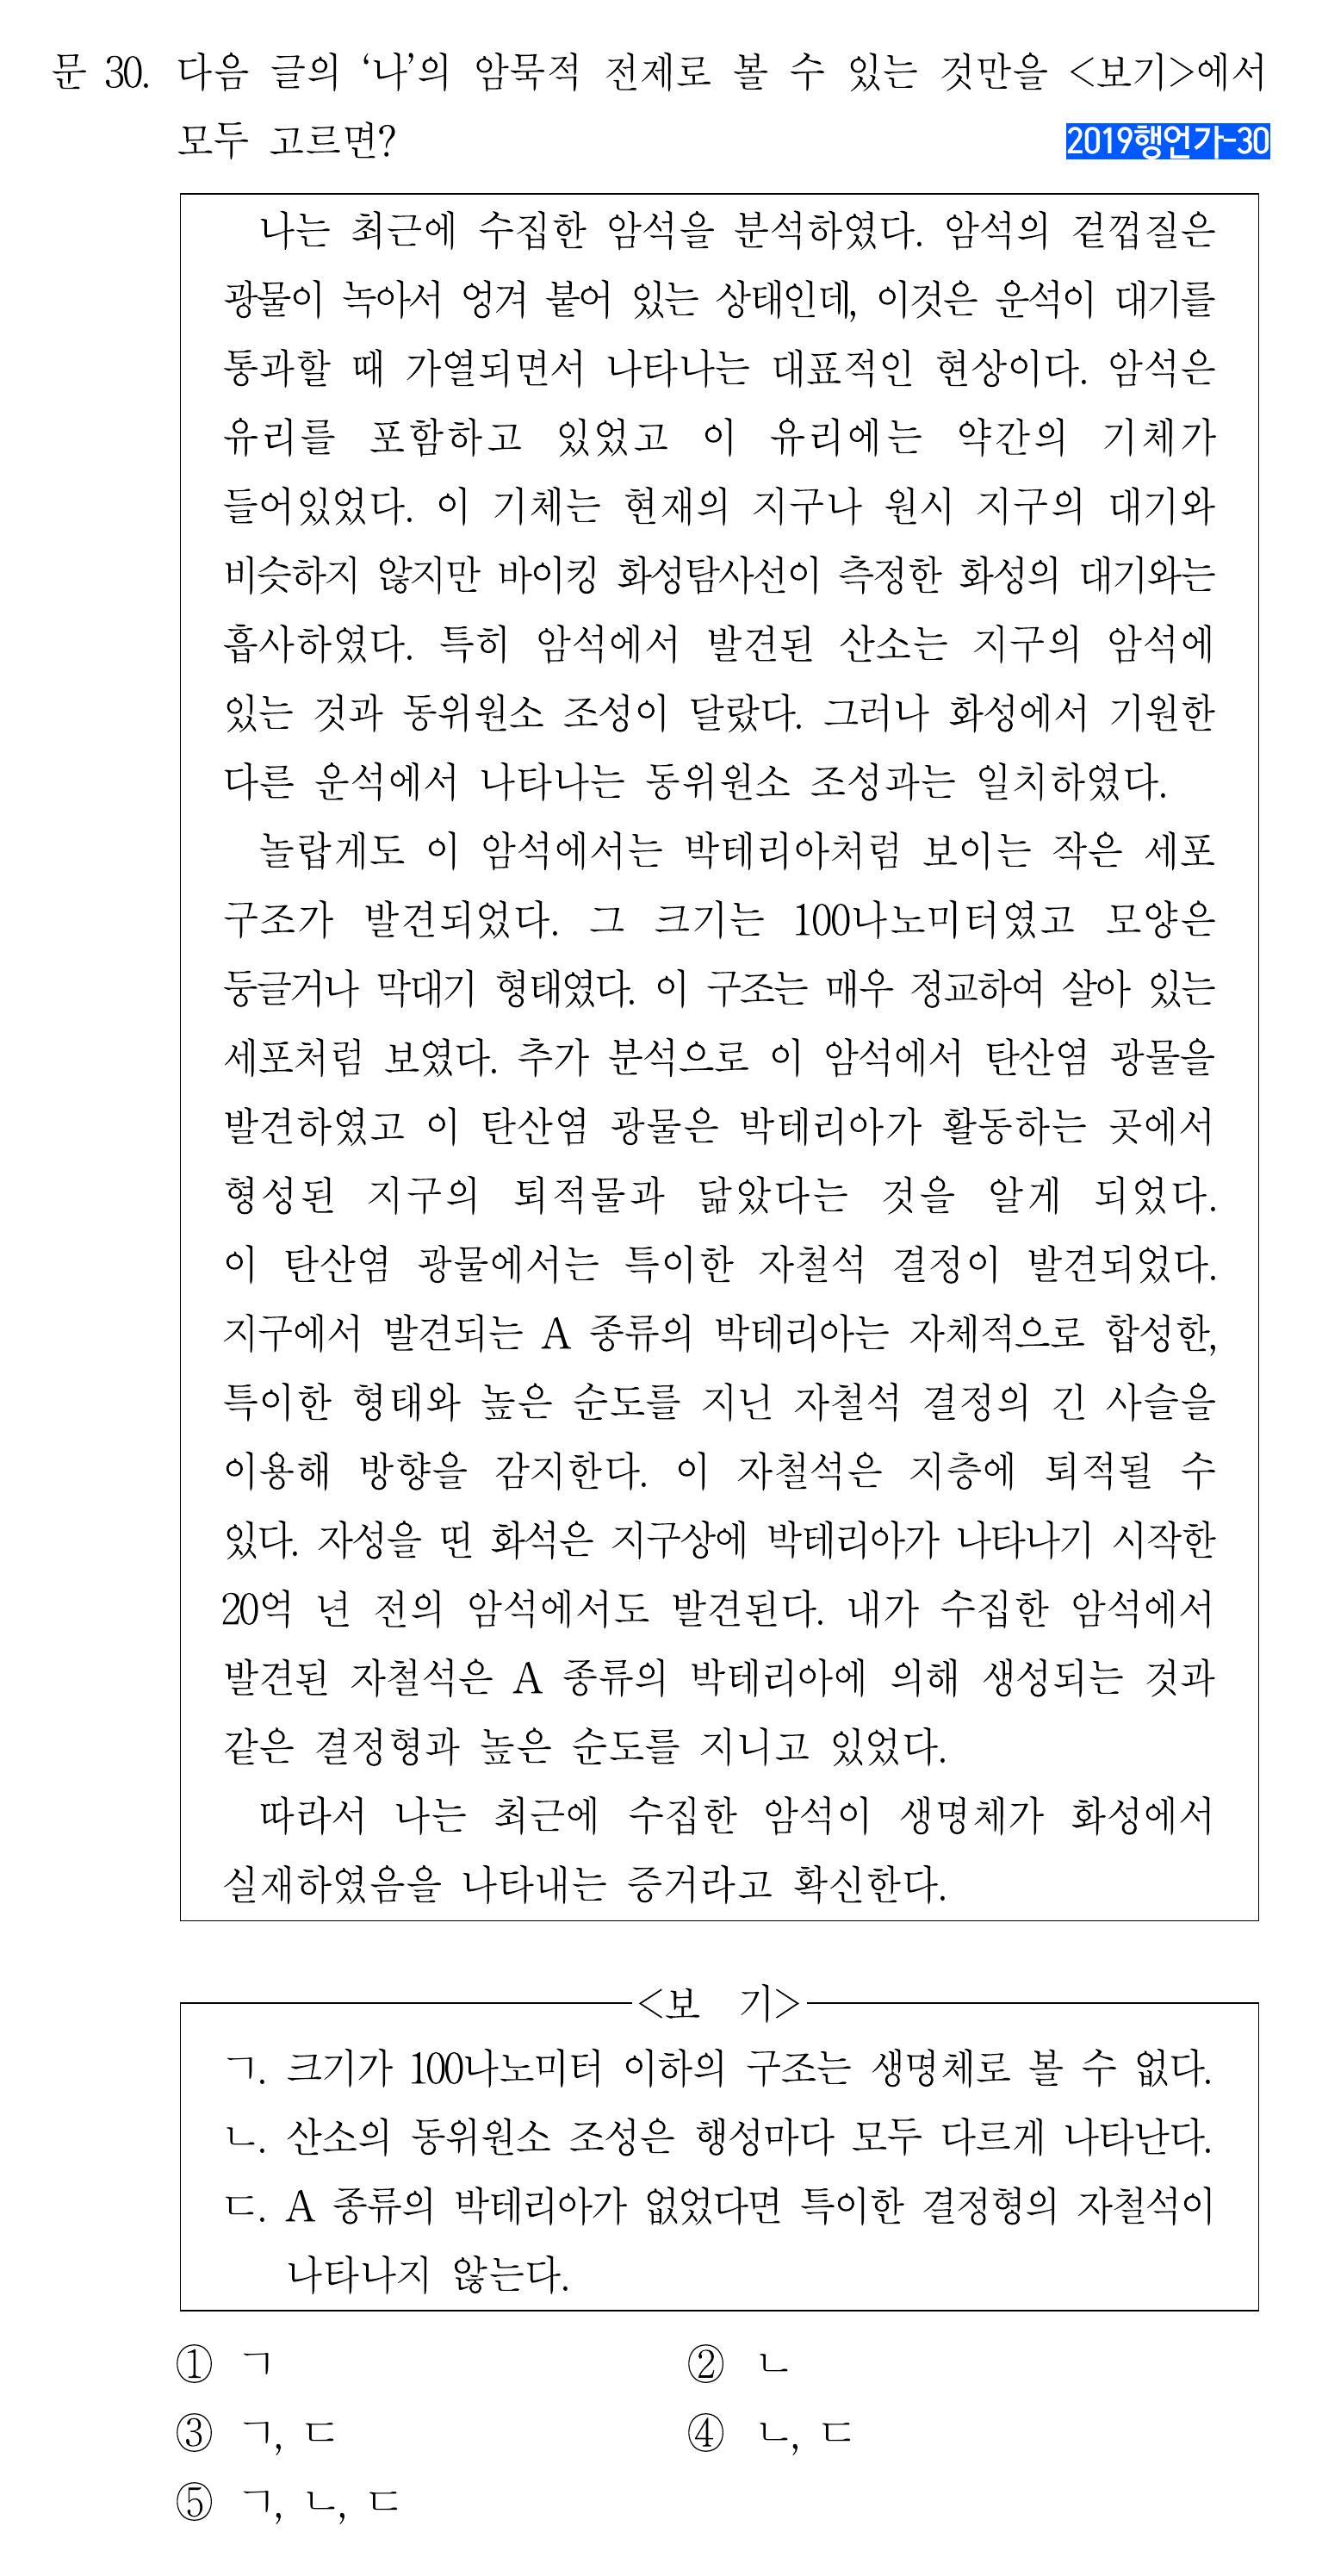 문 30. 다음 글의 ‘나’의 암묵적 전제로 볼 수 있는 것만을 <보기>에서
모두 고르면?
2019행언가-30
나는 최근에 수집한 암석을 분석하였다. 암석의 겉껍질은
광물이 녹아서 엉겨 붙어 있는 상태인데, 이것은 운석이 대기를
통과할 때 가열되면서 나타나는 대표적인 현상이다. 암석은
유리를 포함하고 있었고 이 유리에는 약간의 기체가
들어있었다. 이 기체는 현재의 지구나 원시 지구의 대기와
비슷하지 않지만 바이킹 화성탐사선이 측정한 화성의 대기와는
흡사하였다. 특히 암석에서 발견된 산소는 지구의 암석에
있는 것과 동위원소 조성이 달랐다. 그러나 화성에서 기원한
다른 운석에서 나타나는 동위원소 조성과는 일치하였다.
놀랍게도 이 암석에서는 박테리아처럼 보이는 작은 세포
구조가 발견되었다. 그 크기는 100나노미터였고 모양은
둥글거나 막대기 형태였다. 이 구조는 매우 정교하여 살아 있는
세포처럼 보였다. 추가 분석으로 이 암석에서 탄산염 광물을
발견하였고 이 탄산염 광물은 박테리아가 활동하는 곳에서
형성된 지구의 퇴적물과 닮았다는 것을 알게 되었다.
이 탄산염 광물에서는 특이한 자철석 결정이 발견되었다.
지구에서 발견되는 A 종류의 박테리아는 자체적으로 합성한,
특이한 형태와 높은 순도를 지닌 자철석 결정의 긴 사슬을
이용해 방향을 감지한다. 이 자철석은 지층에 퇴적될 수
있다. 자성을 띤 화석은 지구상에 박테리아가 나타나기 시작한
20억 년 전의 암석에서도 발견된다. 내가 수집한 암석에서
발견된 자철석은 A 종류의 박테리아에 의해 생성되는 것과
같은 결정형과 높은 순도를 지니고 있었다.
따라서 나는 최근에 수집한 암석이 생명체가 화성에서
실재하였음을 나타내는 증거라고 확신한다.
<보 기>
ㄱ. 크기가 100나노미터 이하의 구조는 생명체로 볼 수 없다.
ㄴ. 산소의 동위원소 조성은 행성마다 모두 다르게 나타난다.
ㄷ. A 종류의 박테리아가 없었다면 특이한 결정형의 자철석이
나타나지 않는다.
① ㄱ ② ㄴ
③ ㄱ, ㄷ ④ ㄴ, ㄷ
⑤ ㄱ, ㄴ, ㄷ